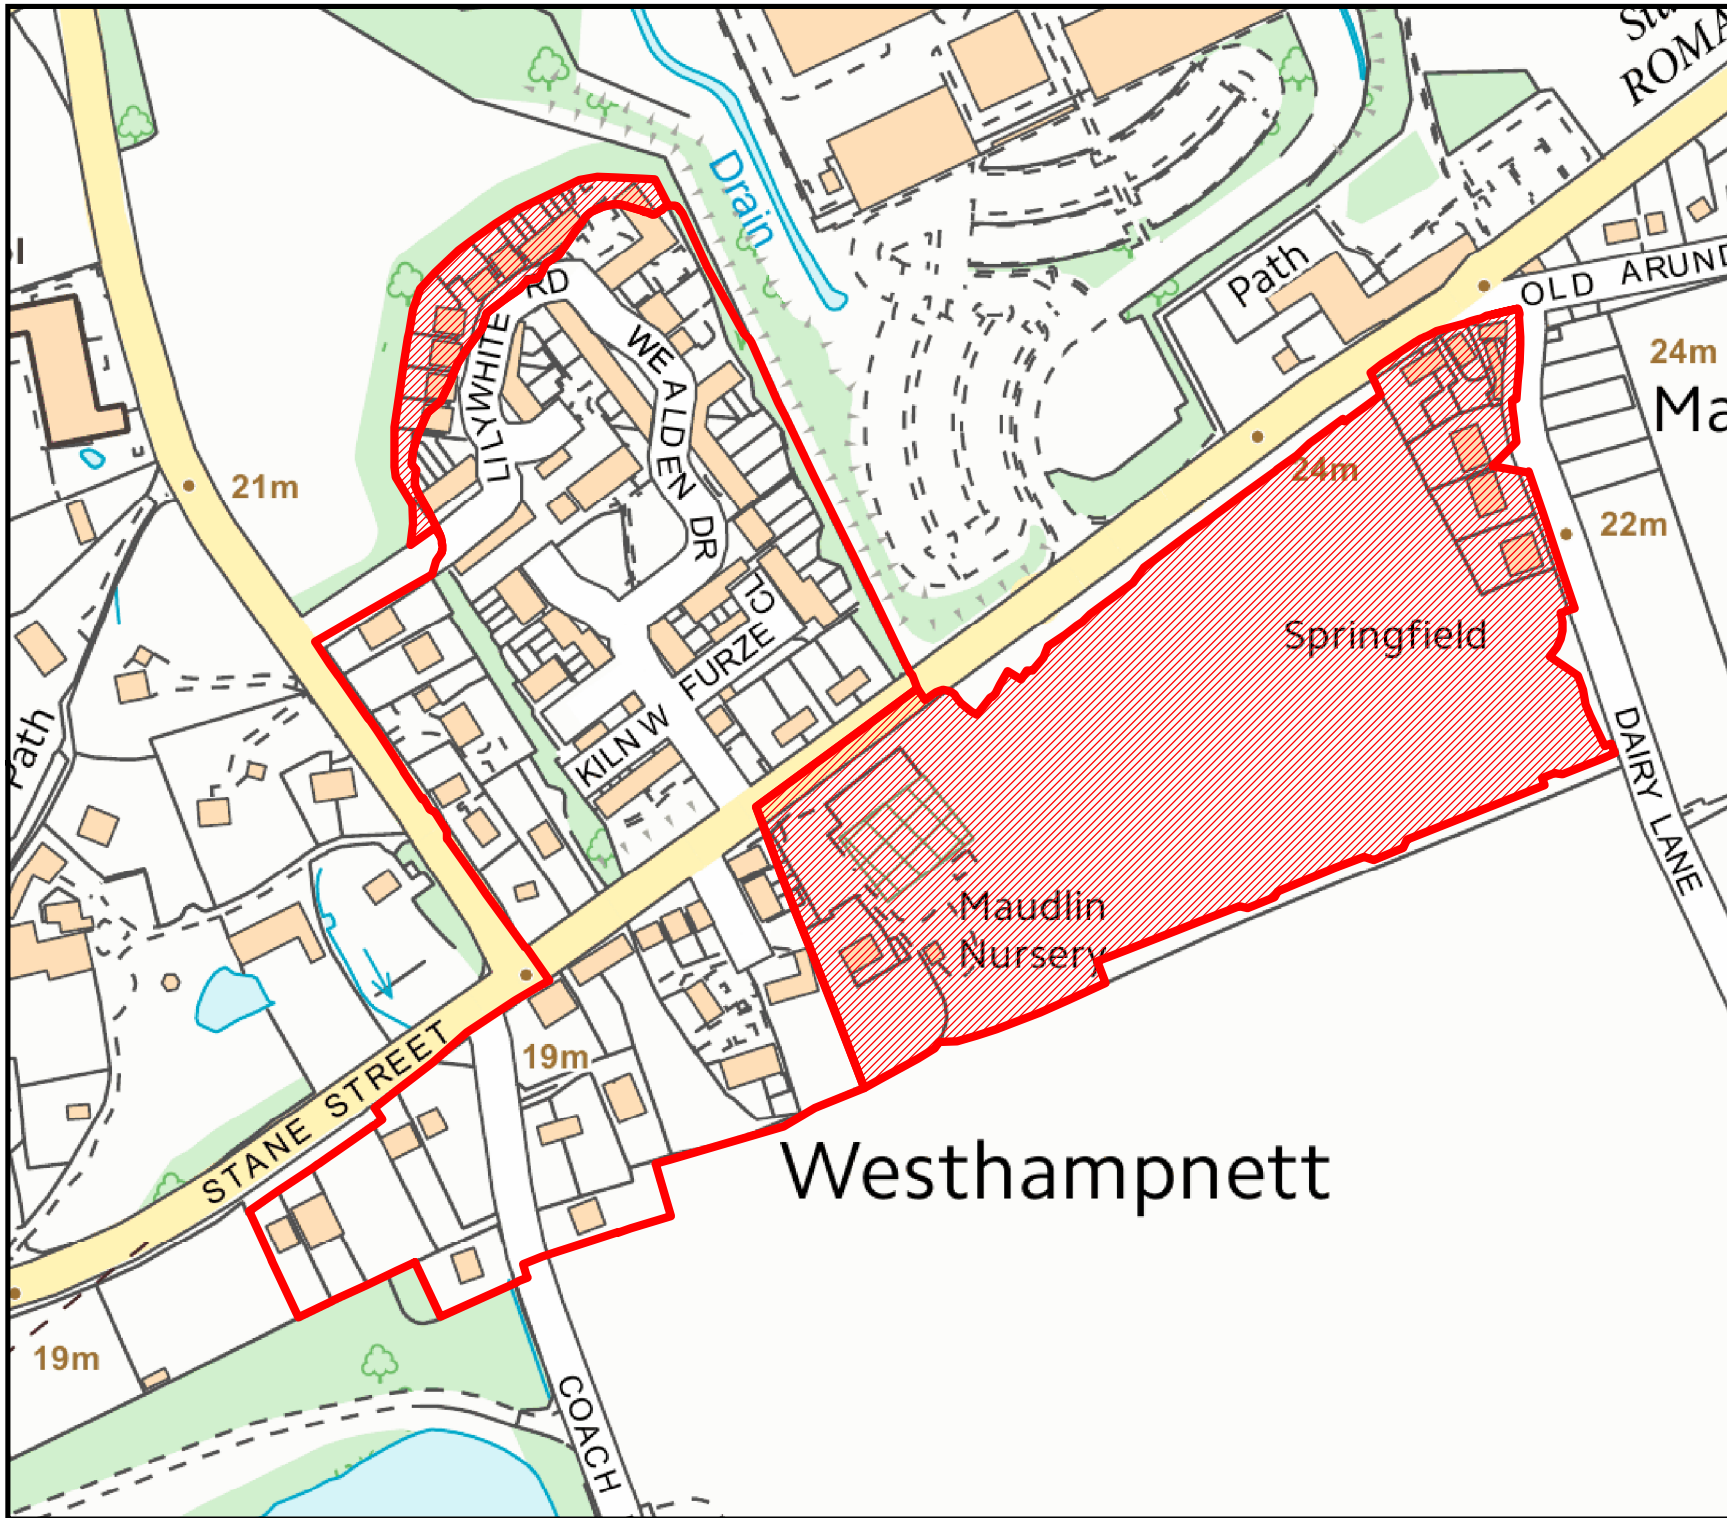 ROMA
Drain
Path
OLD ARUND
24m
Ma
RD
LILYWHITE
WEALDEN DR
21m
24m
22m
CL
FURZE
Springfield
KILN W
Path
DAIRY LANE
Maudlin
Nursery
STANE STREET
19m
Westhampnett
19m
COACH